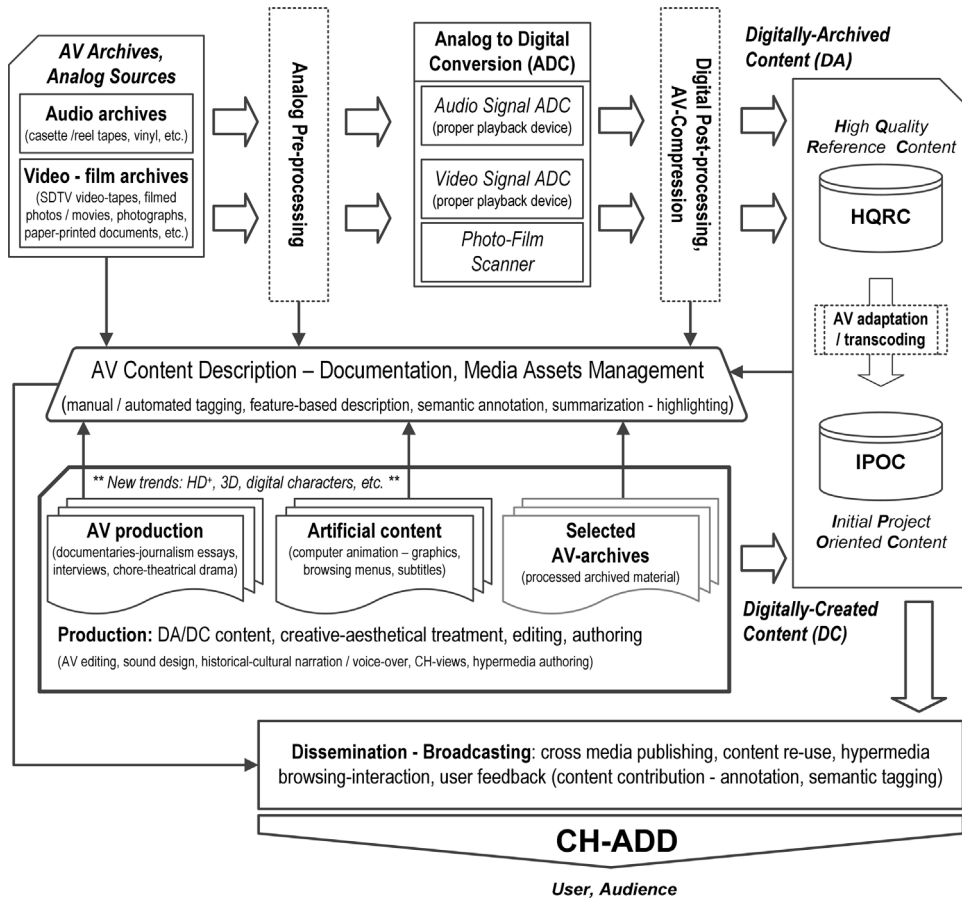 AV Archives,
Analog Sources
Audio archives
(casette /reel tapes, vinyl, etc.)
Video - film archives
(SDTV video-tapes, filmed
photos / movies, photographs,
paper-printed documents, etc.)
Analog Pre-processing
Analog to Digital
Conversion (ADC)
Audio Signal ADC
(proper playback device)
Video Signal ADC
(proper playback device)
Photo-Film
Scanner
Digital Post-processing,
AV-Compression
Digitally-Archived
Content (DA)
High Quality
Reference Content
HQRC
AV adaptation
/ transcoding
IPOC
Initial Project
Oriented Content
AV Content Description – Documentation, Media Assets Management
(manual / automated tagging, feature-based description, semantic annotation, summarization - highlighting)
** New trends: HD+, 3D, digital characters, etc. **
AV production
(documentaries-journalism essays,
interviews, chore-theatrical drama)
Artificial content
(computer animation – graphics,
browsing menus, subtitles)
Selected
AV-archives
(processed archived material)
Production: DA/DC content, creative-aesthetical treatment, editing, authoring
(AV editing, sound design, historical-cultural narration / voice-over, CH-views, hypermedia authoring)
Digitally-Created
Content (DC)
Dissemination - Broadcasting: cross media publishing, content re-use, hypermedia
browsing-interaction, user feedback (content contribution - annotation, semantic tagging)
CH-ADD
User, Audience